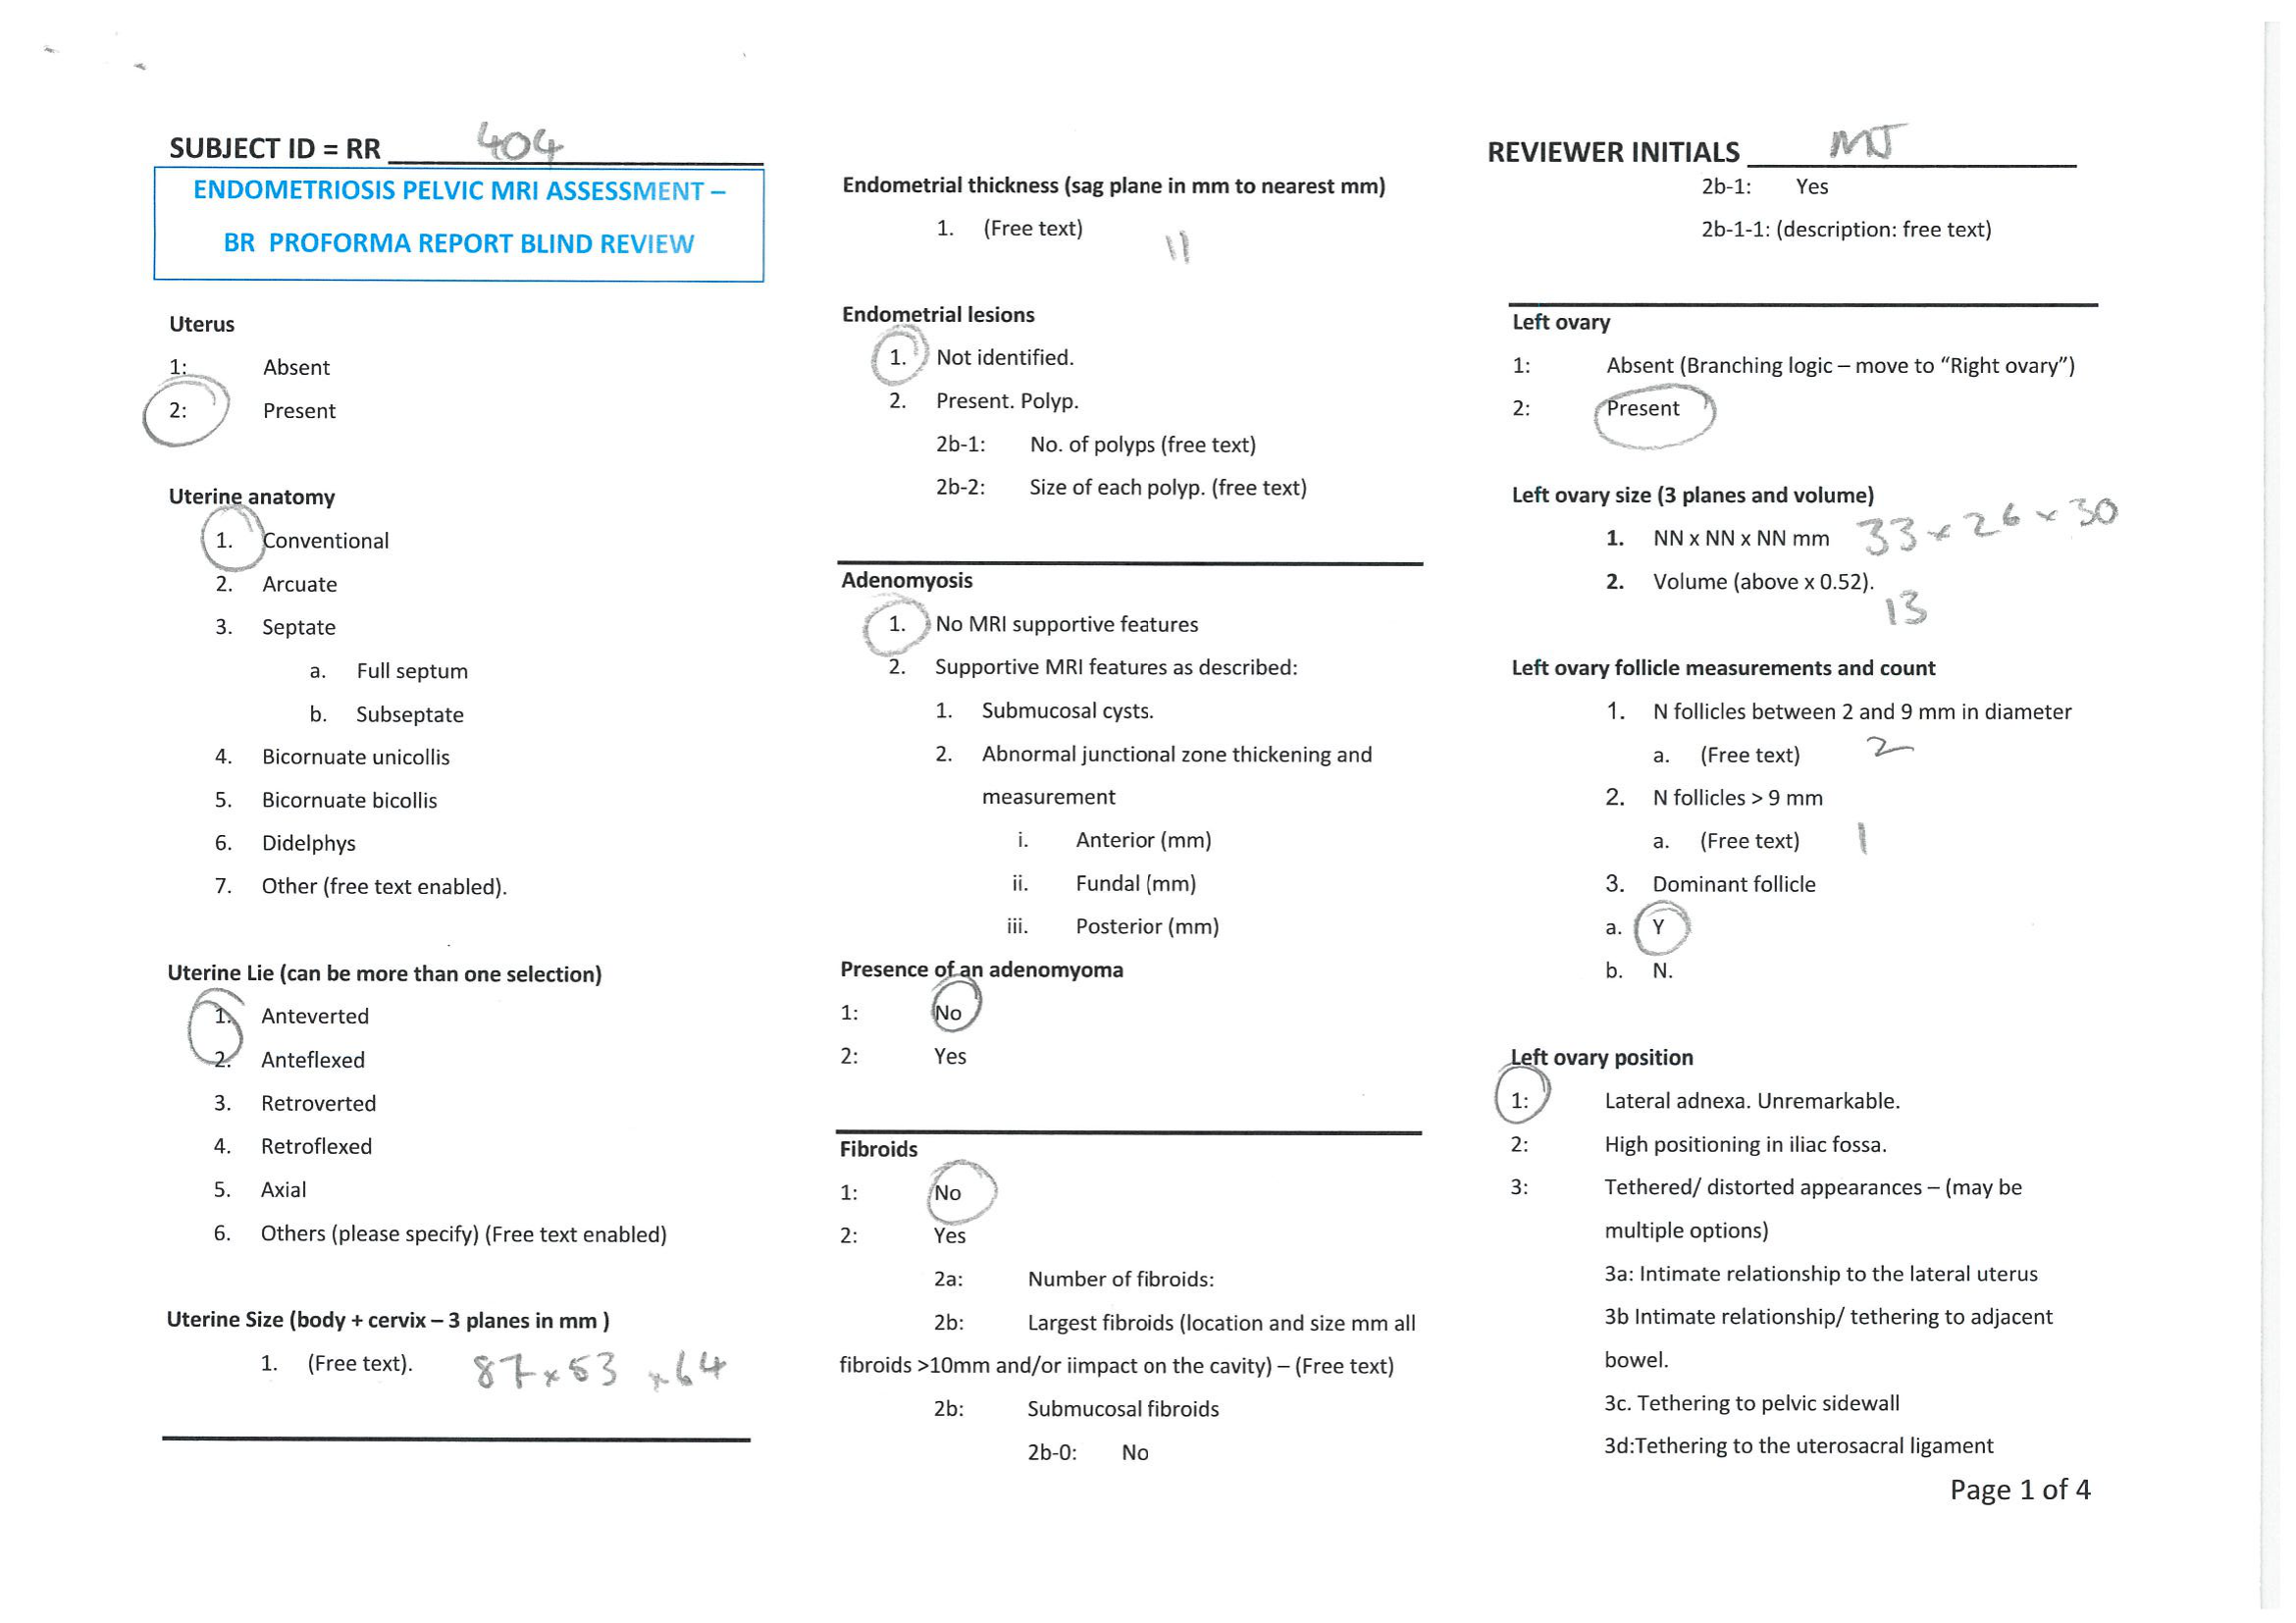 SUBJECT ID = RR 404
ENDOMETRIOSIS PELVIC MRI ASSESSMENT –
BR PROFORMA REPORT BLIND REVIEW
Uterus
1: Absent
2: Present
Uterine anatomy
1. Conventional
2. Arcuate
3. Septate
a. Full septum
b. Subseptate
4. Bicornuate unicollis
5. Bicornuate bicollis
6. Didelphys
7. Other (free text enabled).
Uterine Lie (can be more than one selection)
1. Anteverted
2. Anteflexed
3. Retroverted
4. Retroflexed
5. Axial
6. Others (please specify) (Free text enabled)
Uterine Size (body + cervix – 3 planes in mm )
1. (Free text). 87 x 53 x 64
Endometrial thickness (sag plane in mm to nearest mm)
1. (Free text) 11
Endometrial lesions
1. Not identified.
2. Present. Polyp.
2b-1: No. of polyps (free text)
2b-2: Size of each polyp. (free text)
Adenomyosis
1. No MRI supportive features
2. Supportive MRI features as described:
1. Submucosal cysts.
2. Abnormal junctional zone thickening and
measurement
i. Anterior (mm)
ii. Fundal (mm)
iii. Posterior (mm)
Presence of an adenomyoma
1: No
2: Yes
Fibroids
1: No
2: Yes
2a: Number of fibroids:
2b: Largest fibroids (location and size mm all
fibroids >10mm and/or iimpact on the cavity) – (Free text)
2b: Submucosal fibroids
2b-0: No
REVIEWER INITIALS MJ
2b-1: Yes
2b-1-1: (description: free text)
Left ovary
1: Absent (Branching logic – move to “Right ovary”)
2: Present
Left ovary size (3 planes and volume)
1. NN x NN x NN mm 33 x 26 x 30
2. Volume (above x 0.52).
13
Left ovary follicle measurements and count
1. N follicles between 2 and 9 mm in diameter
a. (Free text) 2
2. N follicles > 9 mm
a. (Free text) 1
3. Dominant follicle
a. Y
b. N.
Left ovary position
1: Lateral adnexa. Unremarkable.
2: High positioning in iliac fossa.
3: Tethered/ distorted appearances – (may be
multiple options)
3a: Intimate relationship to the lateral uterus
3b Intimate relationship/ tethering to adjacent
bowel.
3c. Tethering to pelvic sidewall
3d:Tethering to the uterosacral ligament
Page 1 of 4